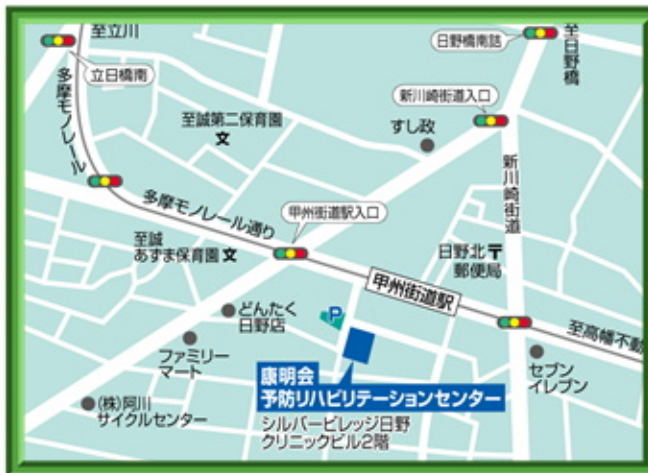 至立川
立日橋南
多摩モノレール
日野橋南詰
至日野橋
新川崎街道入口
至誠第二保育園
文
すし政
新川崎街道
多摩モノレール通り
甲州街道駅入口
至誠
あずま保育園 文
日野北〒
郵便局
甲州街道駅
至高幡不動
どんたく
日野店
P
ファミリー
マート
セブン
イレブン
康明会
予防リハビリテーションセンター
(株)阿川
サイクルセンター
シルバービレッジ日野
クリニックビル2階